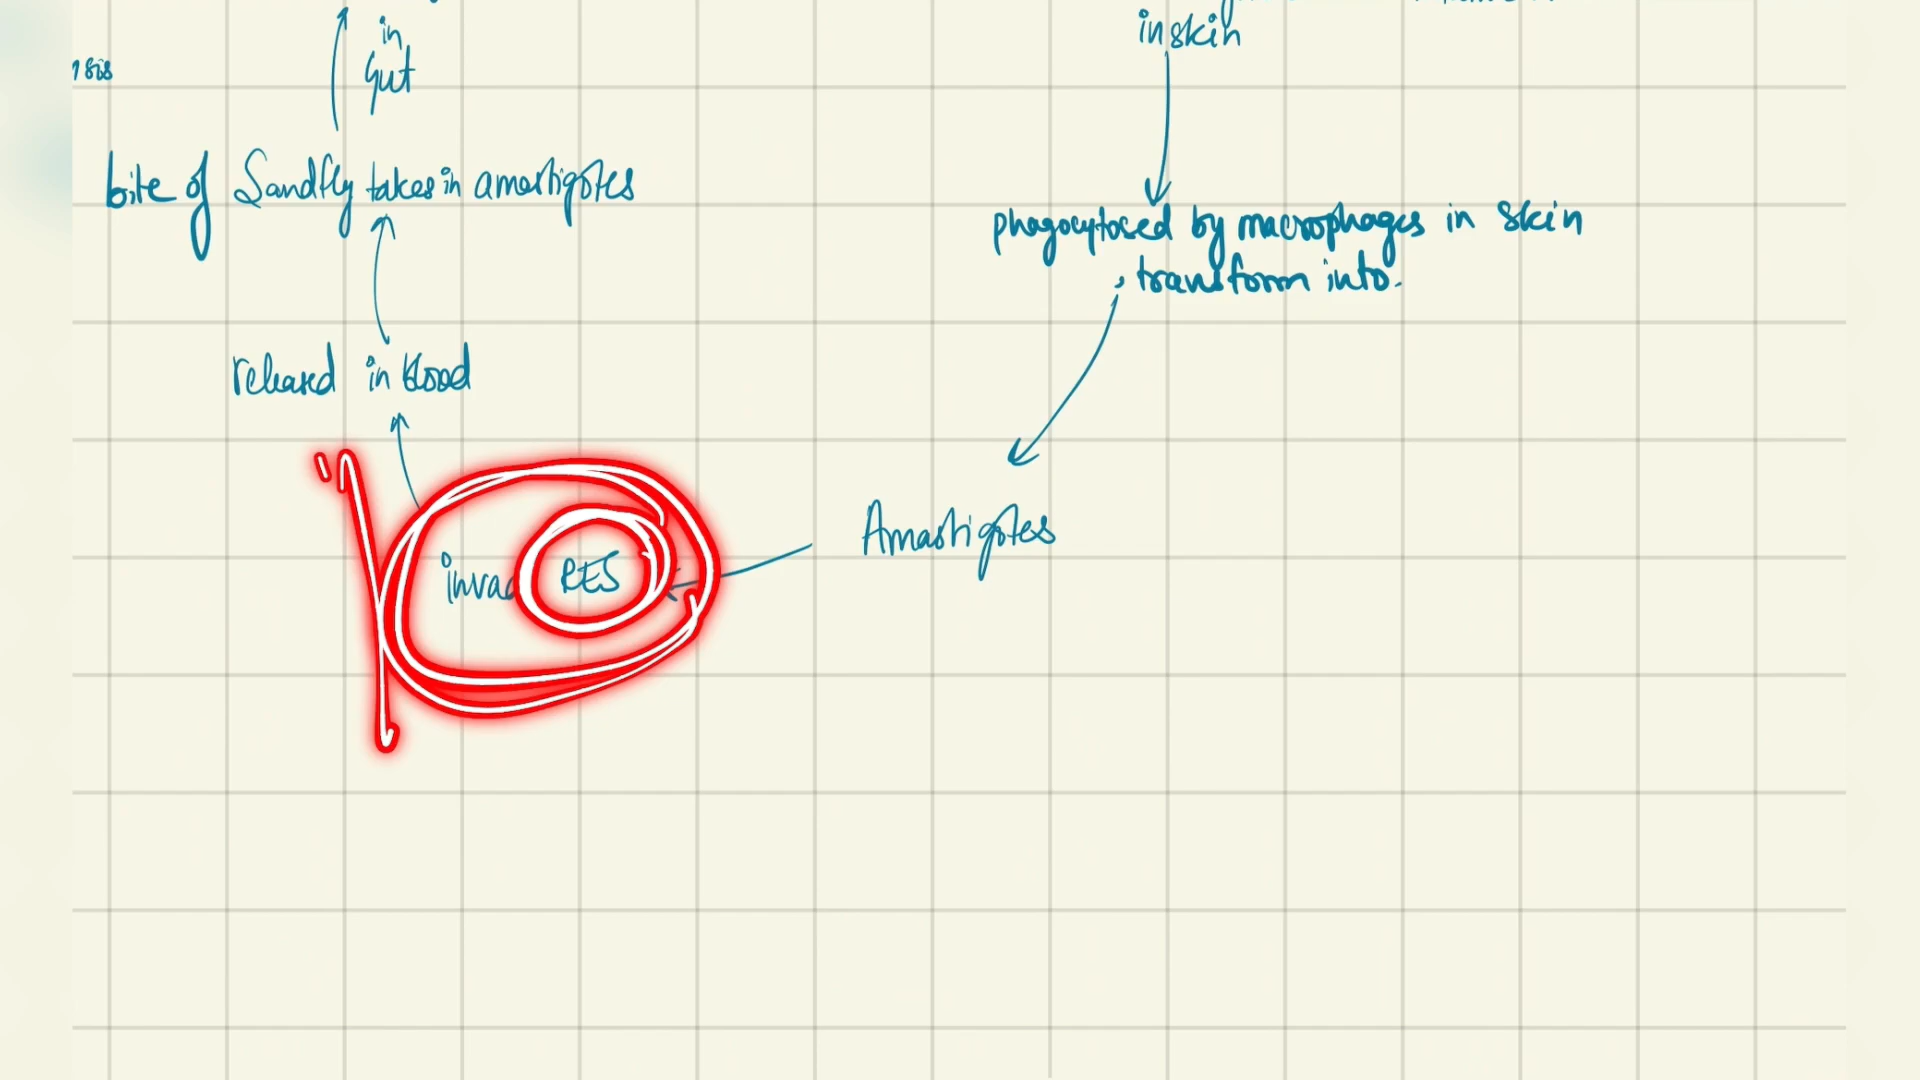 in
gut
in skin
bite of Sandfly takes in amastigotes
phagocytosed by macrophages in skin
, transform into.
released in blood
Amastigotes
RES